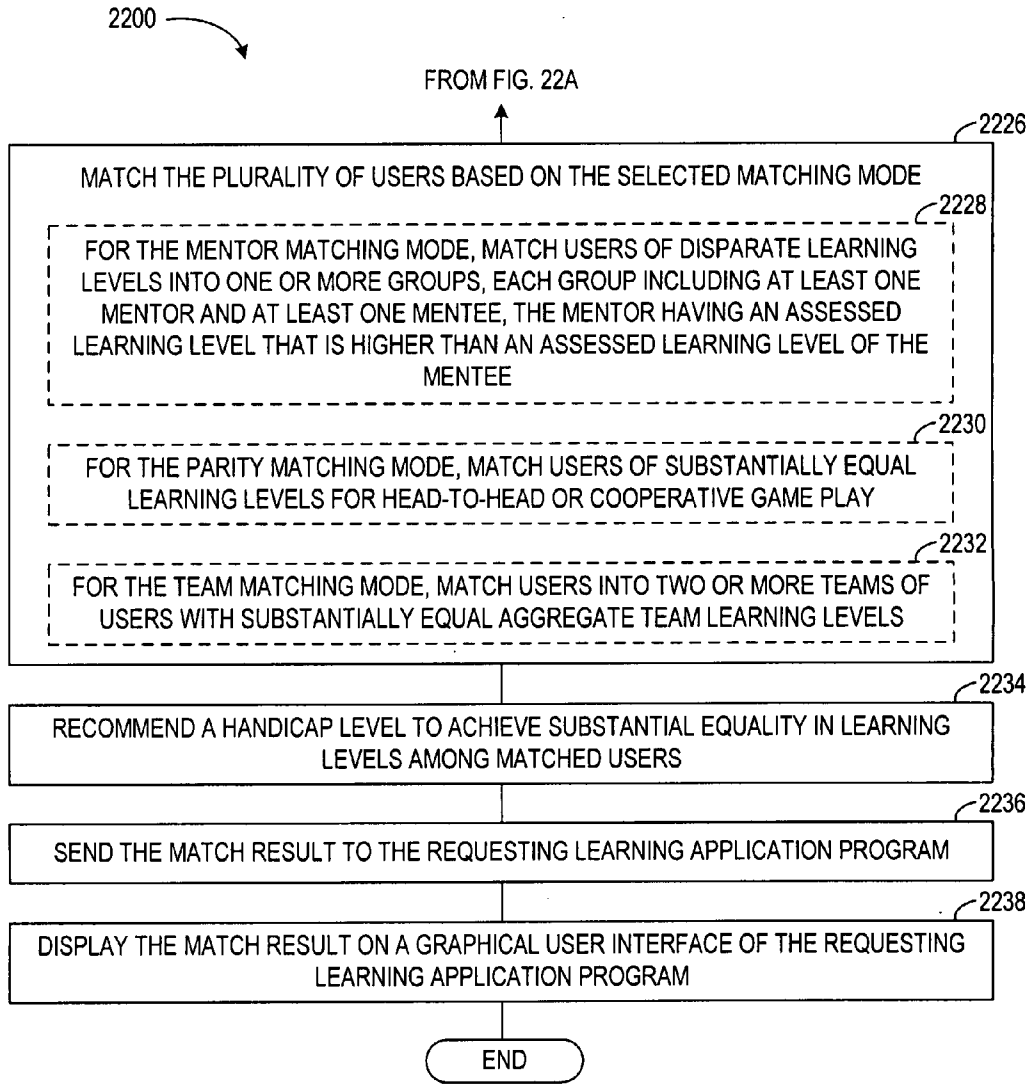 2200
FROM FIG. 22A
2226
MATCH THE PLURALITY OF USERS BASED ON THE SELECTED MATCHING MODE
2228
FOR THE MENTOR MATCHING MODE, MATCH USERS OF DISPARATE LEARNING
LEVELS INTO ONE OR MORE GROUPS, EACH GROUP INCLUDING AT LEAST ONE
MENTOR AND AT LEAST ONE MENTEE, THE MENTOR HAVING AN ASSESSED
LEARNING LEVEL THAT IS HIGHER THAN AN ASSESSED LEARNING LEVEL OF THE
MENTEE
2230
FOR THE PARITY MATCHING MODE, MATCH USERS OF SUBSTANTIALLY EQUAL
LEARNING LEVELS FOR HEAD-TO-HEAD OR COOPERATIVE GAME PLAY
2232
FOR THE TEAM MATCHING MODE, MATCH USERS INTO TWO OR MORE TEAMS OF
USERS WITH SUBSTANTIALLY EQUAL AGGREGATE TEAM LEARNING LEVELS
2234
RECOMMEND A HANDICAP LEVEL TO ACHIEVE SUBSTANTIAL EQUALITY IN LEARNING
LEVELS AMONG MATCHED USERS
2236
SEND THE MATCH RESULT TO THE REQUESTING LEARNING APPLICATION PROGRAM
2238
DISPLAY THE MATCH RESULT ON A GRAPHICAL USER INTERFACE OF THE REQUESTING
LEARNING APPLICATION PROGRAM
END